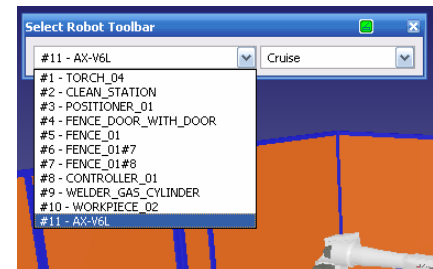 Select Robot Toolbar
#11 - AX-V6L Cruise
#1 - TORCH_04
#2 - CLEAN_STATION
#3 - POSITIONER_01
#4 - FENCE_DOOR_WITH_DOOR
#5 - FENCE_01
#6 - FENCE_01#7
#7 - FENCE_01#8
#8 - CONTROLLER_01
#9 - WELDER_GAS_CYLINDER
#10 - WORKPIECE_02
#11 - AX-V6L